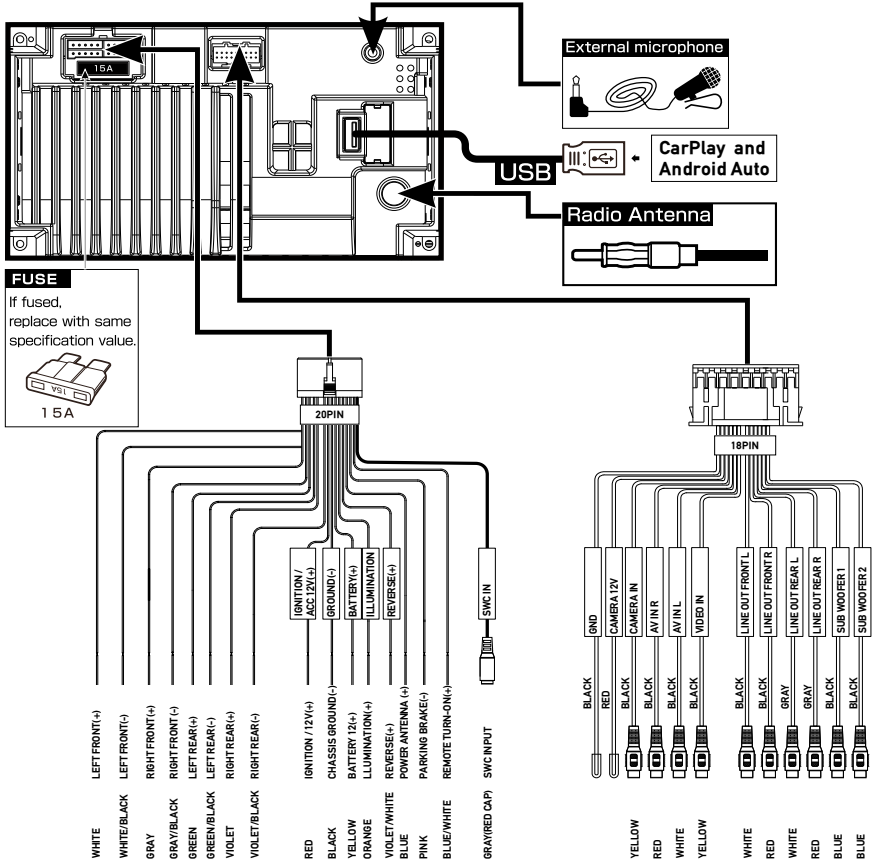 15A
External microphone
USB
CarPlay and
Android Auto
Radio Antenna
FUSE
If fused,
replace with same
specification value.
15A
15A
20PIN
18PIN
IGNITION /
ACC 12V(+)
GROUND(-)
BATTERY(+)
ILLUMINATION
REVERSE(+)
SWC IN
GND
CAMERA 12V
CAMERA IN
AV IN R
AV IN L
VIDEO IN
LINE OUT FRONT L
LINE OUT FRONT R
LINE OUT REAR L
LINE OUT REAR R
SUB WOOFER 1
SUB WOOFER 2
BLACK
RED
BLACK
BLACK
BLACK
BLACK
BLACK
BLACK
GRAY
GRAY
BLACK
BLACK
WHITE LEFT FRONT(+)
WHITE/BLACK LEFT FRONT(-)
GRAY RIGHT FRONT(+)
GRAY/BLACK RIGHT FRONT (-)
GREEN LEFT REAR(+)
GREEN/BLACK LEFT REAR(-)
VIOLET RIGHT REAR(+)
VIOLET/BLACK RIGHT REAR(-)
RED IGNITION / 12V(+)
BLACK CHASSIS GROUND(-)
YELLOW BATTERY 12(+)
ORANGE ILLUMINATION(+)
VIOLET/WHITE REVERSE(+)
BLUE POWER ANTENNA (+)
PINK PARKING BRAKE(-)
BLUE/WHITE REMOTE TURN-ON(+)
GRAY(RED CAP) SWC INPUT
YELLOW
RED
WHITE
YELLOW
WHITE
RED
WHITE
RED
BLUE
BLUE